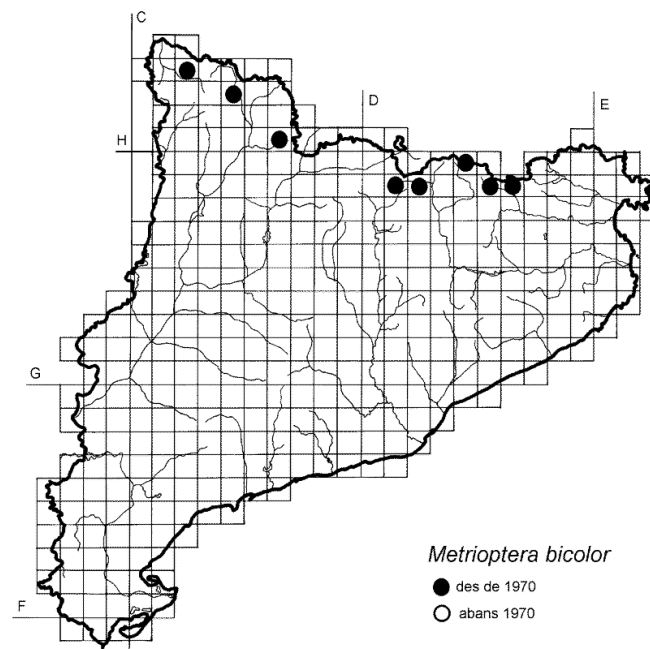 C
D
E
H
G
F
Metrioptera bicolor
des de 1970
abans 1970